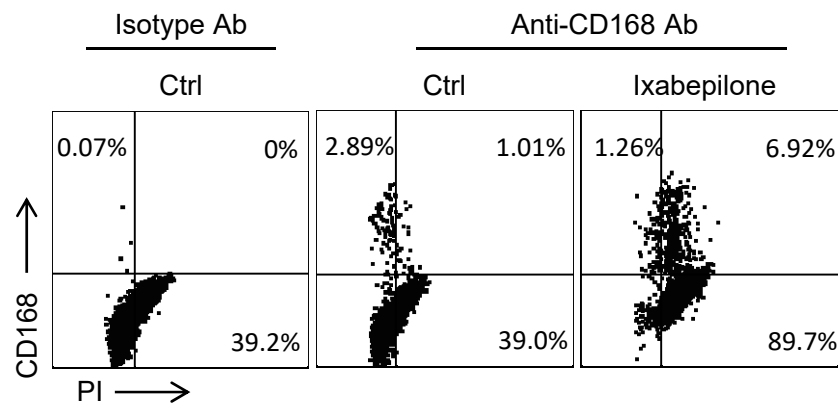 Isotype Ab
Anti-CD168 Ab
Ctrl
Ctrl
Ixabepilone
0.07%
0%
2.89%
1.01%
1.26%
6.92%
CD168
39.2%
39.0%
89.7%
PI